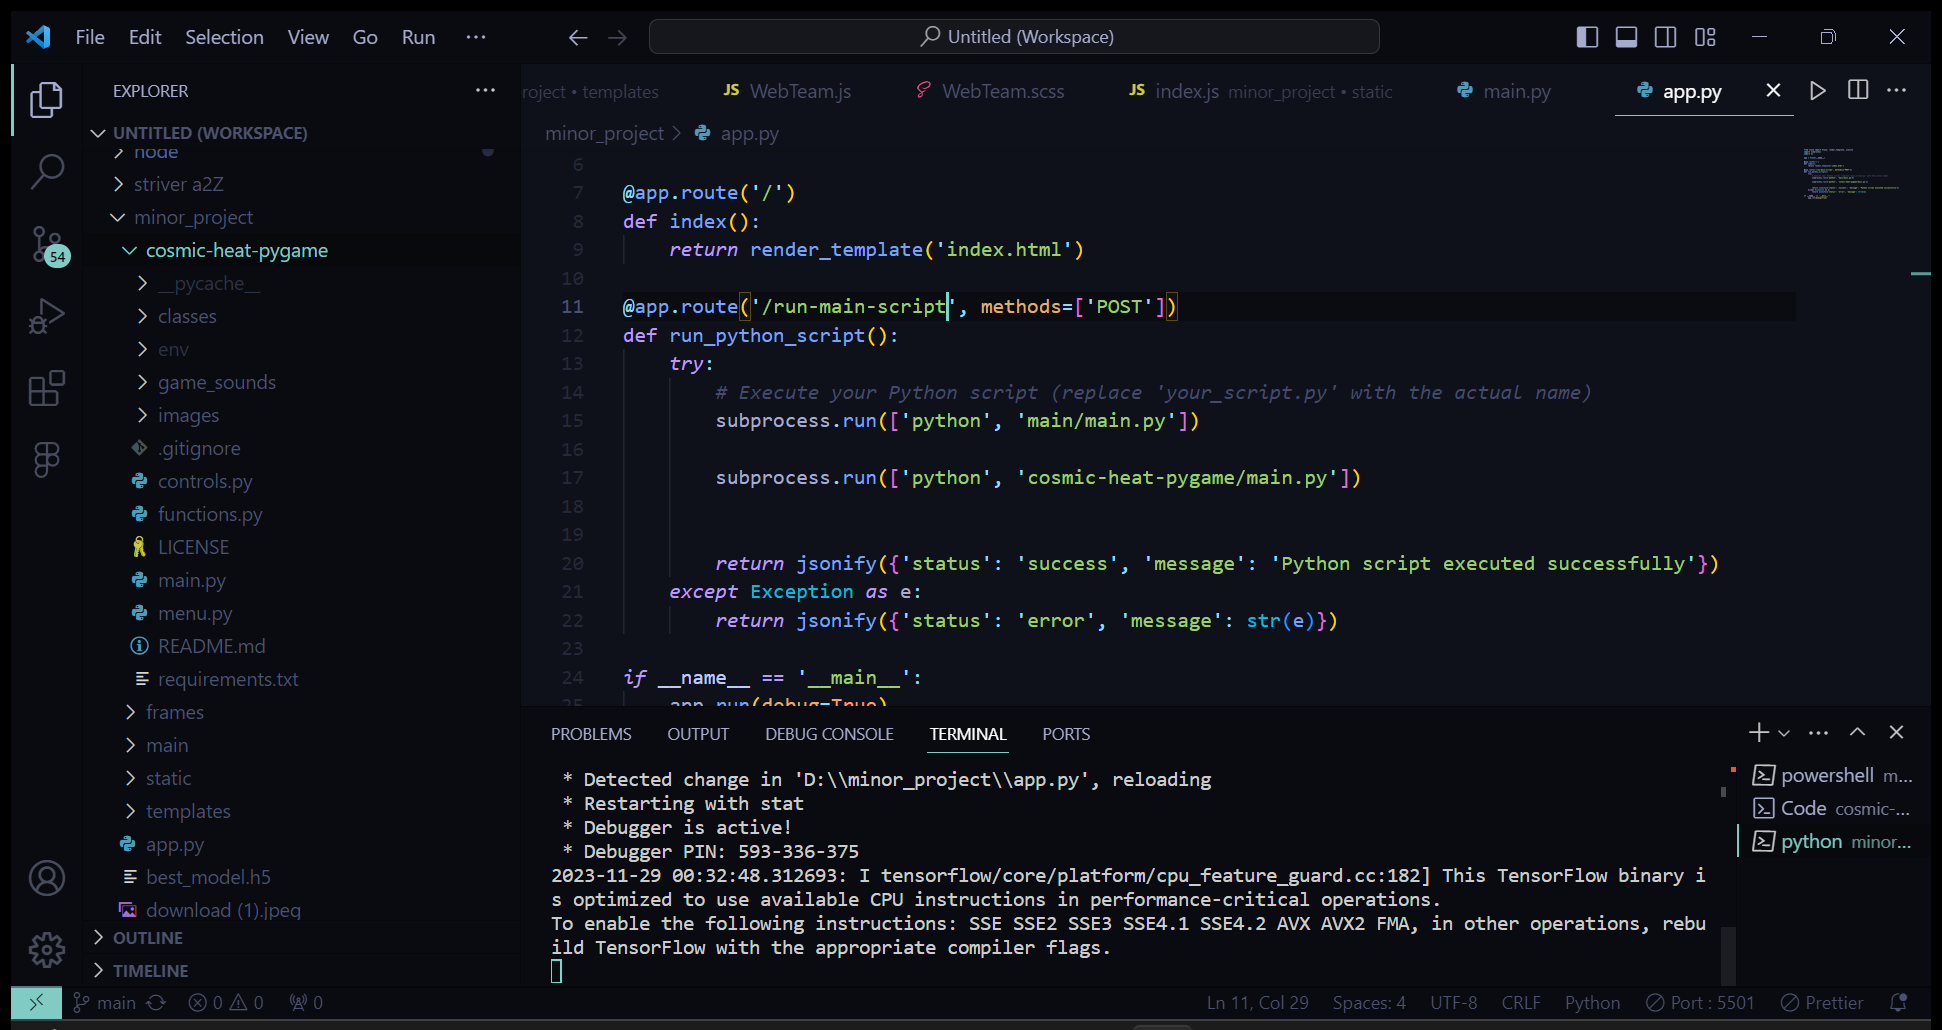 File Edit Selection View Go Run ···
Untitled (Workspace)
EXPLORER
UNTITLED (WORKSPACE)
node
striver a2Z
minor_project
cosmic-heat-pygame
__pycache__
classes
env
game_sounds
images
.gitignore
controls.py
functions.py
LICENSE
main.py
menu.py
README.md
requirements.txt
frames
main
static
templates
app.py
best_model.h5
download (1).jpeg
OUTLINE
TIMELINE
54
roject • templates
JS WebTeam.js
WebTeam.scss
JS index.js minor_project • static
main.py
app.py
minor_project > app.py
6
7 @app.route('/')
8 def index():
9 return render_template('index.html')
10
11 @app.route('/run-main-script', methods=['POST'])
12 def run_python_script():
13 try:
14 # Execute your Python script (replace 'your_script.py' with the actual name)
15 subprocess.run(['python', 'main/main.py'])
16
17 subprocess.run(['python', 'cosmic-heat-pygame/main.py'])
18
19
20 return jsonify({'status': 'success', 'message': 'Python script executed successfully'})
21 except Exception as e:
22 return jsonify({'status': 'error', 'message': str(e)})
23
24 if __name__ == '__main__':
25 app.run(debug=True)
PROBLEMS OUTPUT DEBUG CONSOLE TERMINAL PORTS
* Detected change in 'D:\\minor_project\\app.py', reloading
* Restarting with stat
* Debugger is active!
* Debugger PIN: 593-336-375
2023-11-29 00:32:48.312693: I tensorflow/core/platform/cpu_feature_guard.cc:182] This TensorFlow binary i
s optimized to use available CPU instructions in performance-critical operations.
To enable the following instructions: SSE SSE2 SSE3 SSE4.1 SSE4.2 AVX AVX2 FMA, in other operations, rebu
ild TensorFlow with the appropriate compiler flags.
powershell m...
Code cosmic-...
python minor...
main 0 0 0
Ln 11, Col 29 Spaces: 4 UTF-8 CRLF Python Port : 5501 Prettier